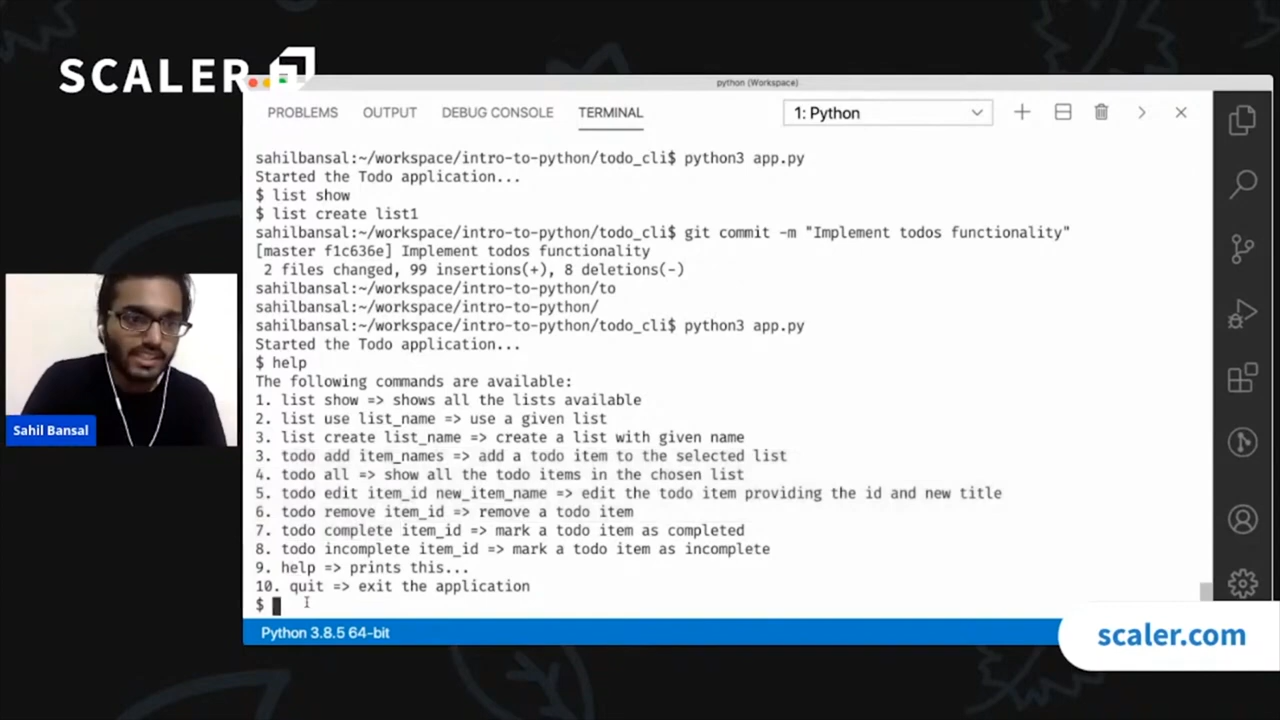 SCALER
python (Workspace)
PROBLEMS OUTPUT DEBUG CONSOLE TERMINAL 1: Python
sahilbansal:~/workspace/intro-to-python/todo_cli$ python3 app.py
Started the Todo application...
$ list show
$ list create list1
sahilbansal:~/workspace/intro-to-python/todo_cli$ git commit -m "Implement todos functionality"
[master f1c636e] Implement todos functionality
2 files changed, 99 insertions(+), 8 deletions(-)
sahilbansal:~/workspace/intro-to-python/to
sahilbansal:~/workspace/intro-to-python/
sahilbansal:~/workspace/intro-to-python/todo_cli$ python3 app.py
Started the Todo application...
$ help
The following commands are available:
1. list show => shows all the lists available
2. list use list_name => use a given list
3. list create list_name => create a list with given name
3. todo add item_names => add a todo item to the selected list
4. todo all => show all the todo items in the chosen list
5. todo edit item_id new_item_name => edit the todo item providing the id and new title
6. todo remove item_id => remove a todo item
7. todo complete item_id => mark a todo item as completed
8. todo incomplete item_id => mark a todo item as incomplete
9. help => prints this...
10. quit => exit the application
$
Sahil Bansal
Python 3.8.5 64-bit
scaler.com